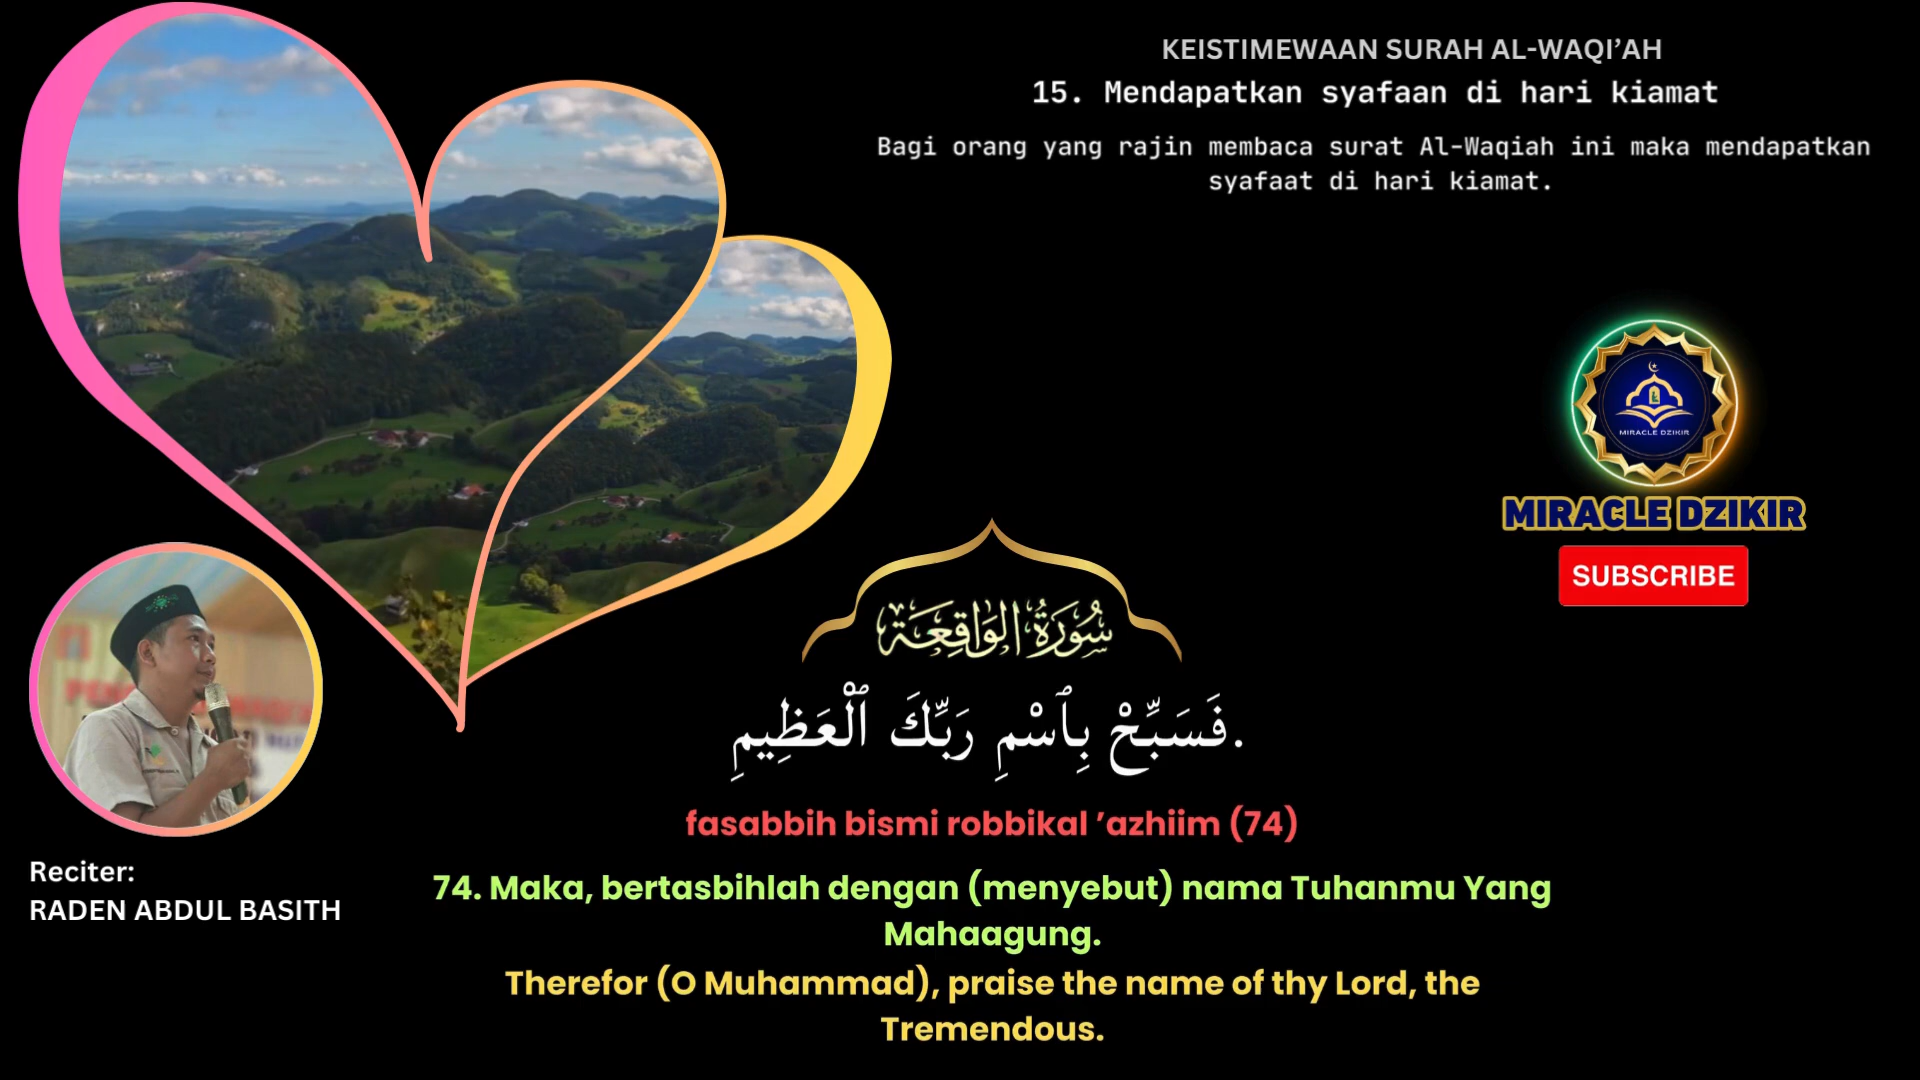 KEISTIMEWAAN SURAH AL-WAQI’AH
15. Mendapatkan syafaan di hari kiamat
Bagi orang yang rajin membaca surat Al-Waqiah ini maka mendapatkan
syafaat di hari kiamat.
MIRACLE DZIKIR
MIRACLE DZIKIR
SUBSCRIBE
سُورَةُ الوَاقِعَة
فَسَبِّحْ بِٱسْمِ رَبِّكَ ٱلْعَظِيمِ.
fasabbih bismi robbikal ’azhiim (74)
74. Maka, bertasbihlah dengan (menyebut) nama Tuhanmu Yang
Mahaagung.
Therefor (O Muhammad), praise the name of thy Lord, the
Tremendous.
Reciter:
RADEN ABDUL BASITH